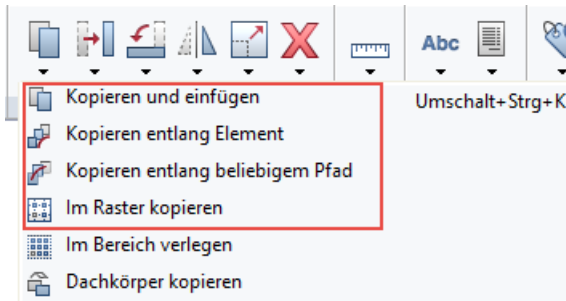 Abc
Kopieren und einfügen Umschalt+Strg+K
Kopieren entlang Element
Kopieren entlang beliebigem Pfad
Im Raster kopieren
Im Bereich verlegen
Dachkörper kopieren